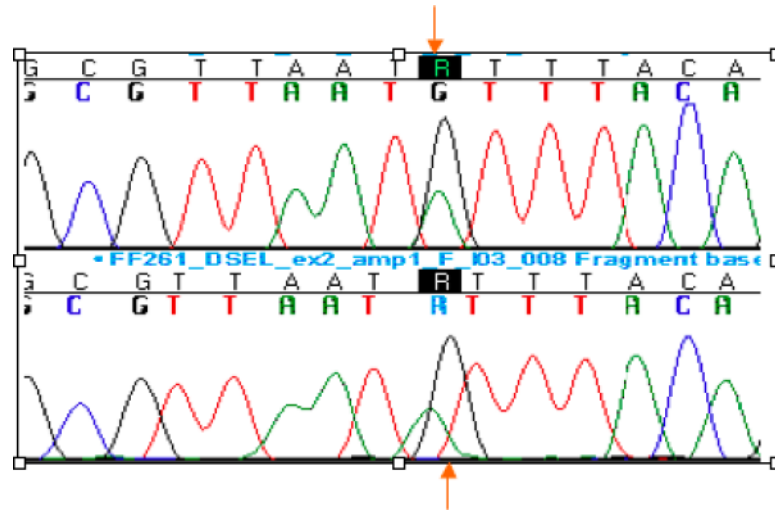 G C G T T A A T R T T T A C A
G C G T T A A T G T T T A C A
•FF261_DSEL_ex2_amp1_F_I03_008 Fragment base
G C G T T A A T R T T T A C A
C G T T A A T R T T T A C A